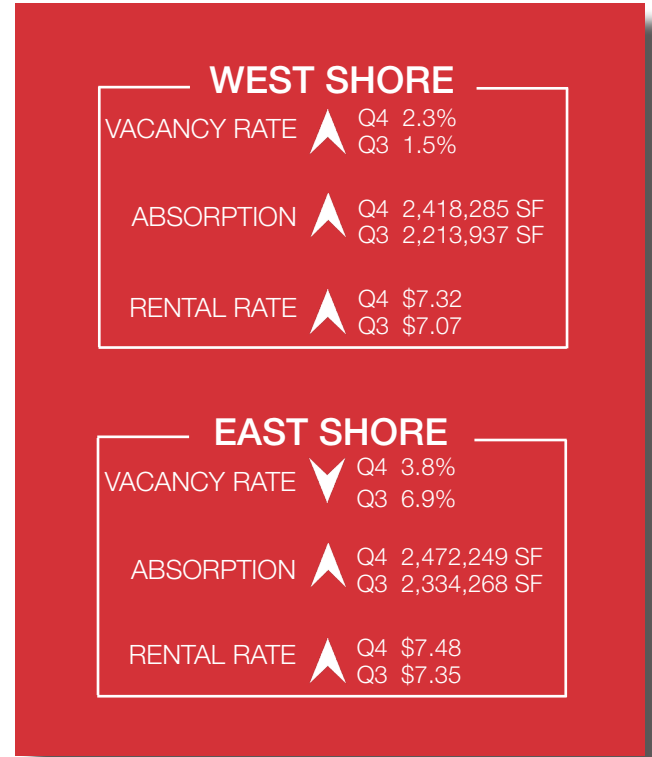 WEST SHORE
VACANCY RATE Q4 2.3%
Q3 1.5%
ABSORPTION Q4 2,418,285 SF
Q3 2,213,937 SF
RENTAL RATE Q4 $7.32
Q3 $7.07
EAST SHORE
VACANCY RATE Q4 3.8%
Q3 6.9%
ABSORPTION Q4 2,472,249 SF
Q3 2,334,268 SF
RENTAL RATE Q4 $7.48
Q3 $7.35